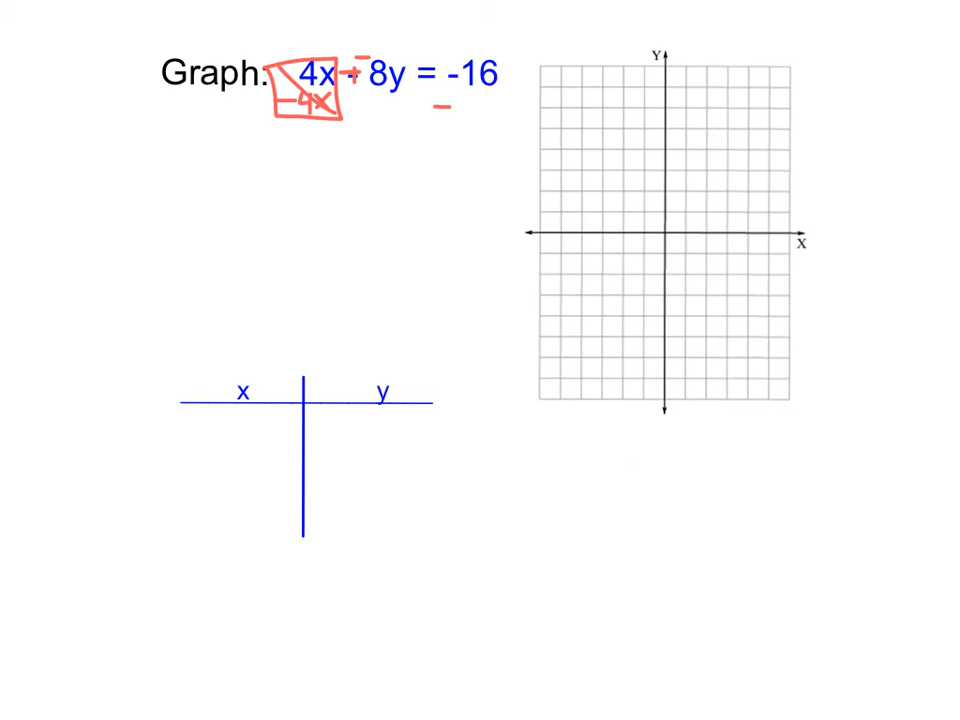 Graph: 4x - 8y = -16
+ -
-4x -
Y
X
x y